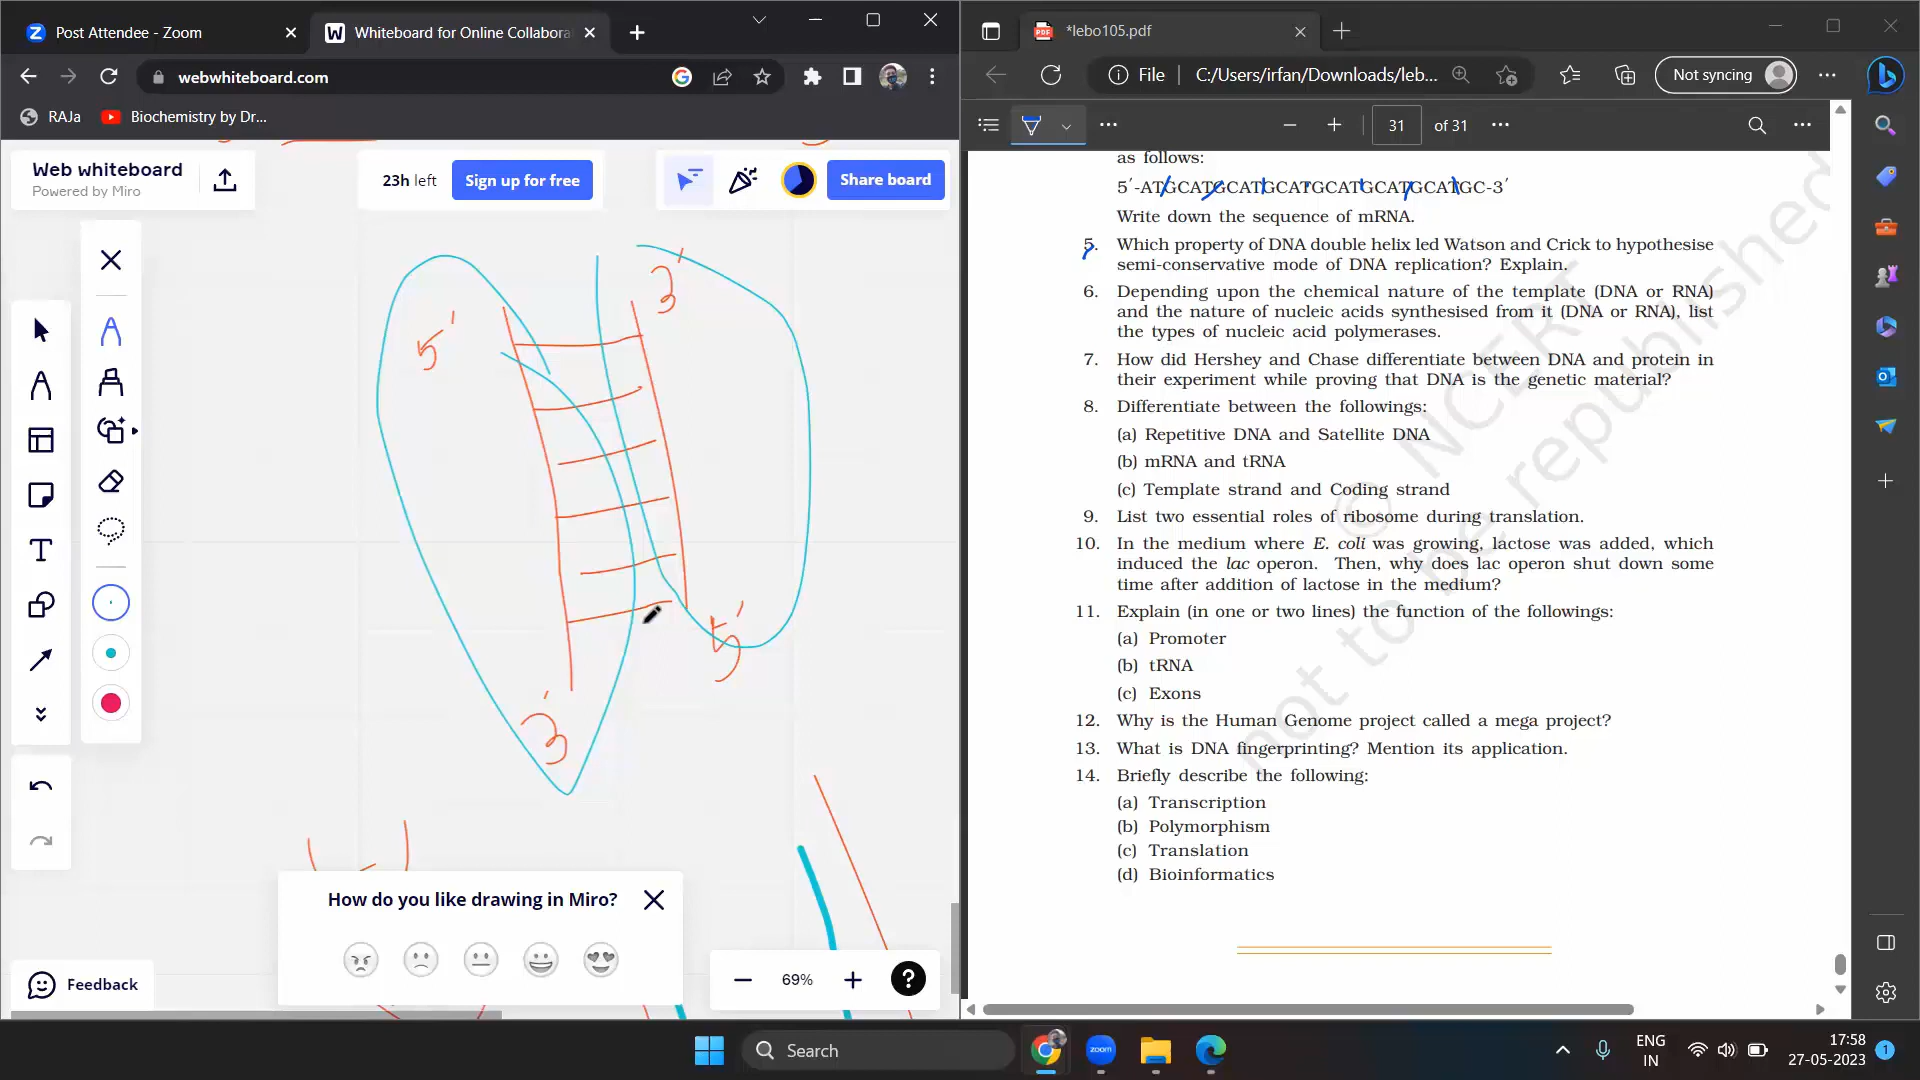 Post Attendee - Zoom
Whiteboard for Online Collabora
webwhiteboard.com
RAJa
Biochemistry by Dr...
Web whiteboard
Powered by Miro
23h left
Sign up for free
Share board
3'
5'
5'
3'
T
How do you like drawing in Miro?
Feedback
69%
?
*lebo105.pdf
File
C:/Users/irfan/Downloads/leb...
Not syncing
31
of 31
as follows:
5′-ATGCATGCATGCATGCATGCATGCATGC-3′
Write down the sequence of mRNA.
5. Which property of DNA double helix led Watson and Crick to hypothesise
semi-conservative mode of DNA replication? Explain.
6. Depending upon the chemical nature of the template (DNA or RNA)
and the nature of nucleic acids synthesised from it (DNA or RNA), list
the types of nucleic acid polymerases.
7. How did Hershey and Chase differentiate between DNA and protein in
their experiment while proving that DNA is the genetic material?
8. Differentiate between the followings:
(a) Repetitive DNA and Satellite DNA
(b) mRNA and tRNA
(c) Template strand and Coding strand
9. List two essential roles of ribosome during translation.
10. In the medium where E. coli was growing, lactose was added, which
induced the lac operon. Then, why does lac operon shut down some
time after addition of lactose in the medium?
11. Explain (in one or two lines) the function of the followings:
(a) Promoter
(b) tRNA
(c) Exons
12. Why is the Human Genome project called a mega project?
13. What is DNA fingerprinting? Mention its application.
14. Briefly describe the following:
(a) Transcription
(b) Polymorphism
(c) Translation
(d) Bioinformatics
© NCERT
not to be republished
Search
zoom
ENG
IN
17:58
27-05-2023
1